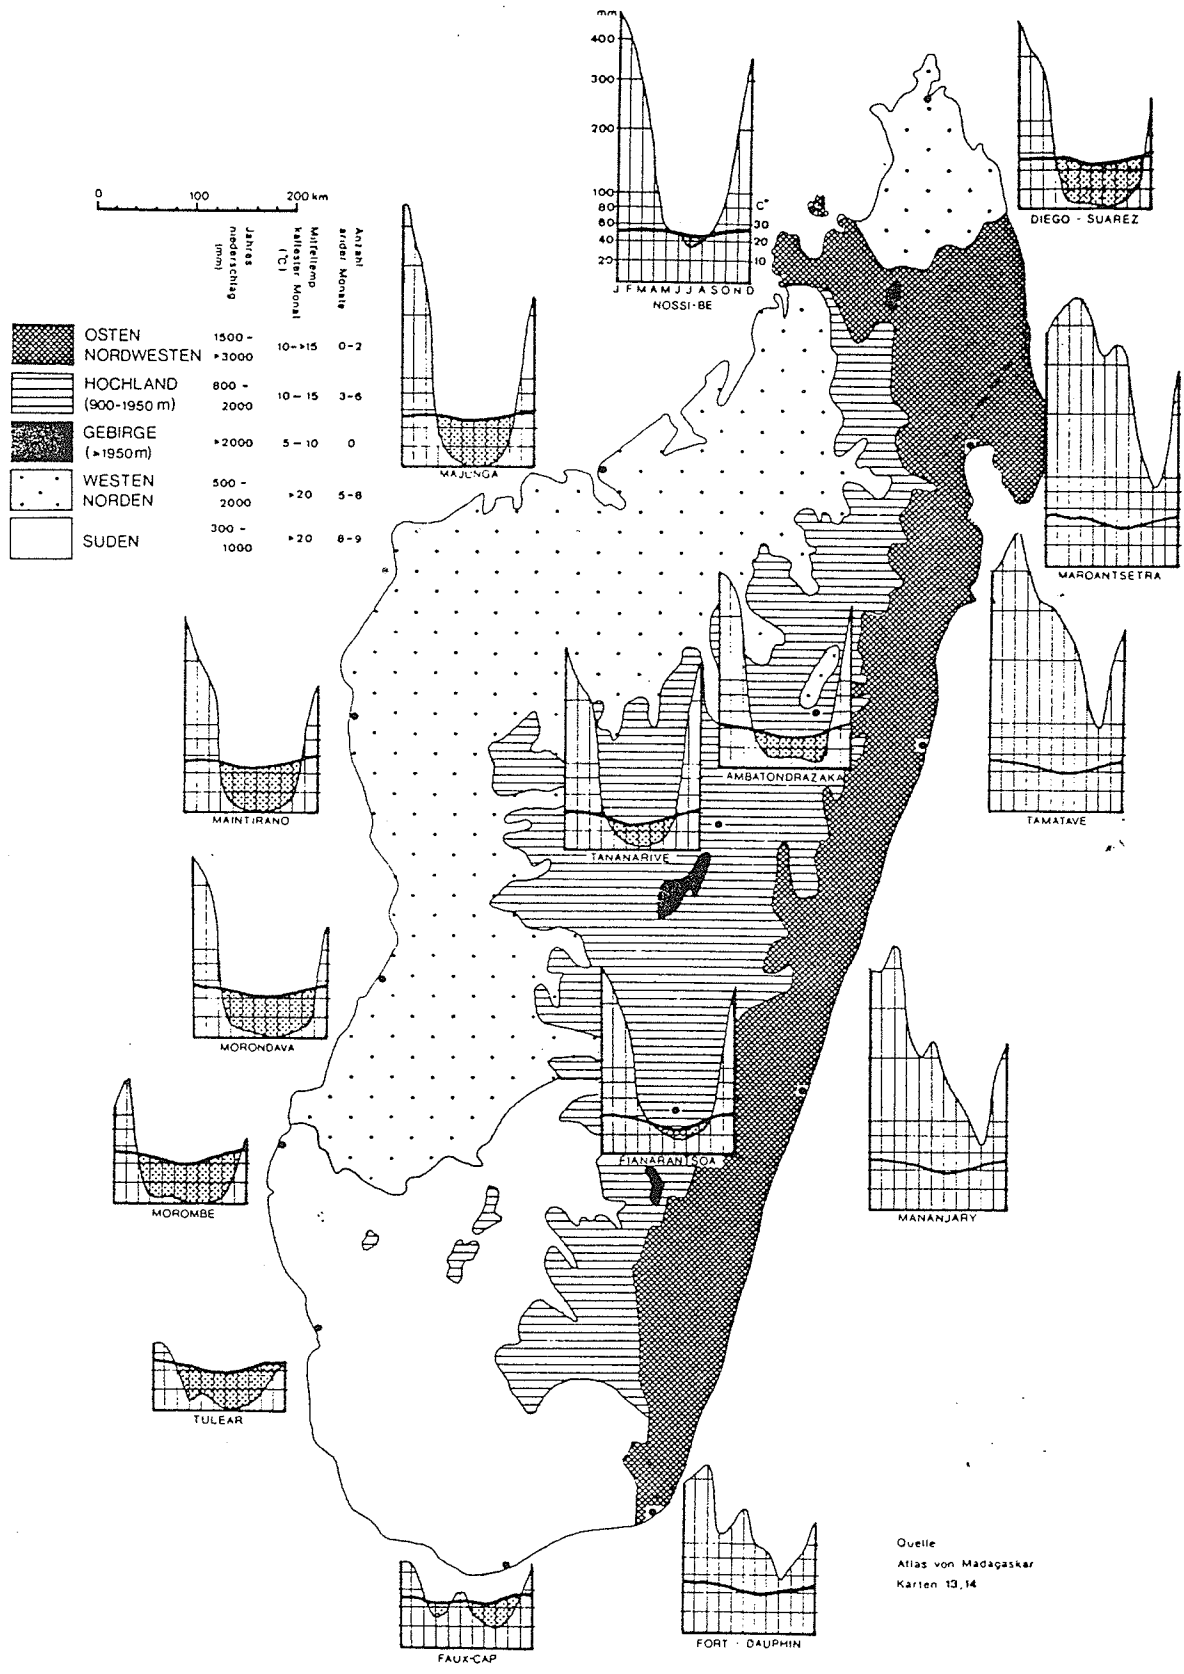 mm
400
300
200
100
80
60
40
20
C°
30
20
10
J F M A M J J A S O N D
NOSSI-BE
DIEGO - SUAREZ
0 100 200 km
Jahresniederschlag (mm)
Mitteltemp kältester Monat (°C)
Anzahl arider Monate
OSTEN NORDWESTEN 1500 - >3000 10->15 0-2
HOCHLAND (900-1950 m) 800 - 2000 10 - 15 3-6
GEBIRGE (>1950m) >2000 5 - 10 0
WESTEN NORDEN 500 - 2000 >20 5-8
SUDEN 300 - 1000 >20 8-9
MAJUNGA
MAROANTSETRA
MAINTIRANO
AMBATONDRAZAKA
TAMATAVE
TANANARIVE
MORONDAVA
FIANARANTSOA
MOROMBE
MANANJARY
TULEAR
FAUX-CAP
FORT - DAUPHIN
Quelle
Atlas von Madagaskar
Karten 13,14